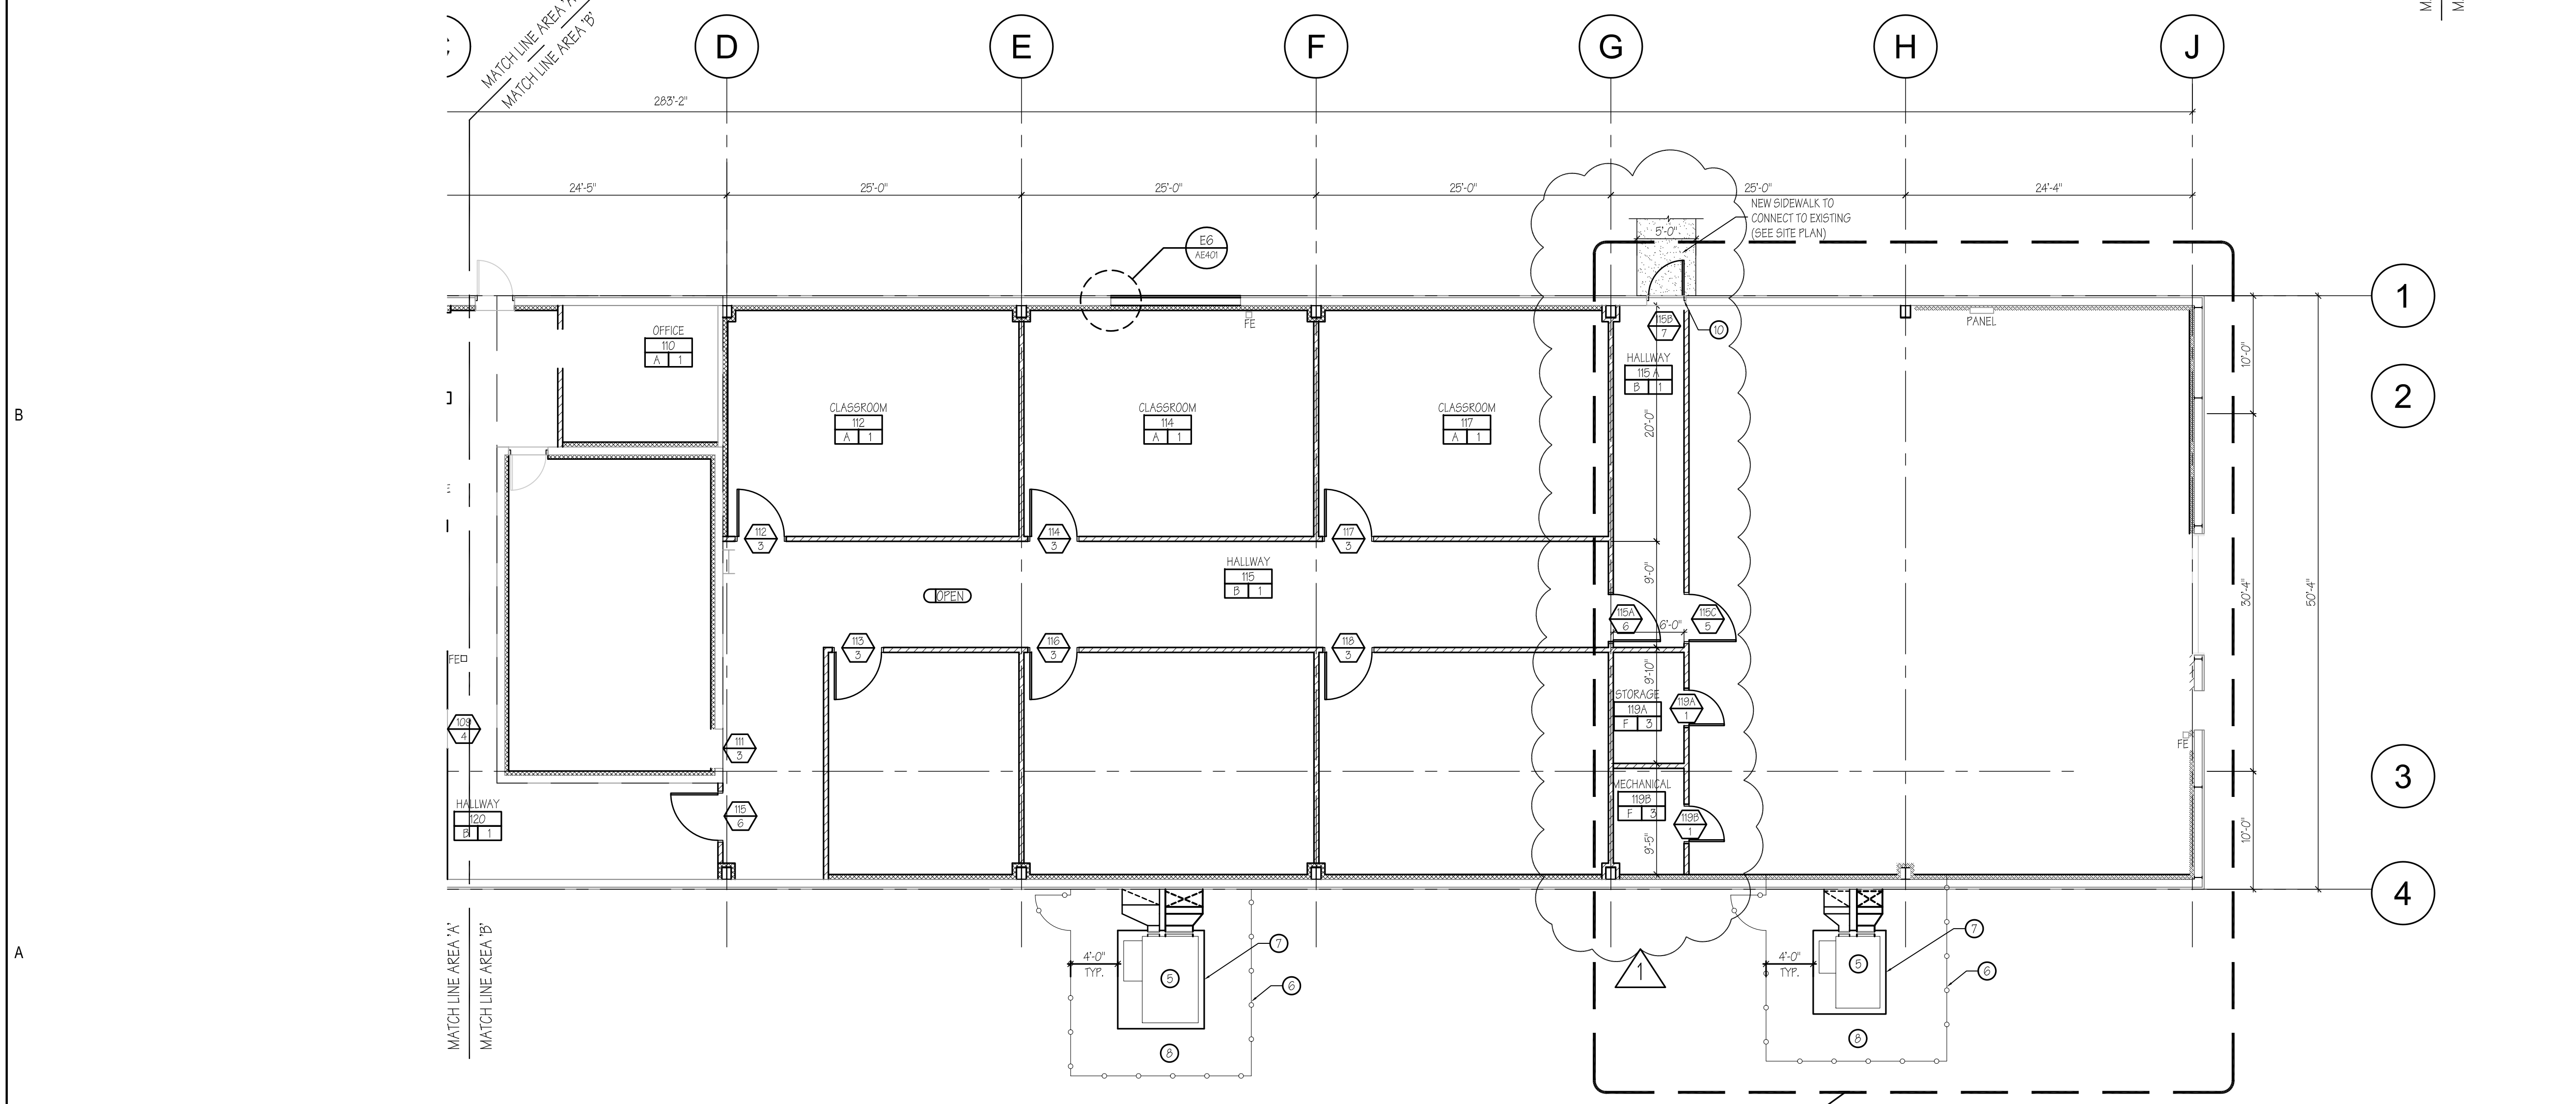 MATCH LINE AREA 'A'
MATCH LINE AREA 'B'
D
E
F
G
H
J
283'-2"
24'-5"
25'-0"
25'-0"
25'-0"
25'-0"
24'-4"
NEW SIDEWALK TO
CONNECT TO EXISTING
(SEE SITE PLAN)
5'-0"
E6
AE401
1
2
3
4
B
A
OFFICE
110
A 1
FE
115B
7
10
PANEL
HALLWAY
115 A
B 1
CLASSROOM
112
A 1
CLASSROOM
114
A 1
CLASSROOM
117
A 1
20'-0"
10'-0"
112
3
114
3
117
3
HALLWAY
115
B 1
OPEN
9'-0"
30'-4"
50'-4"
115A
6
115C
5
6'-0"
113
3
116
3
118
3
FE
9'-10"
STORAGE
119A
F 3
119A
1
109
4
111
3
FE
MECHANICAL
119B
F 3
119B
1
HALLWAY
120
B 1
115
6
9'-5"
10'-0"
MATCH LINE AREA 'A'
MATCH LINE AREA 'B'
4'-0"
TYP.
5
7
6
8
1
4'-0"
TYP.
5
7
6
8